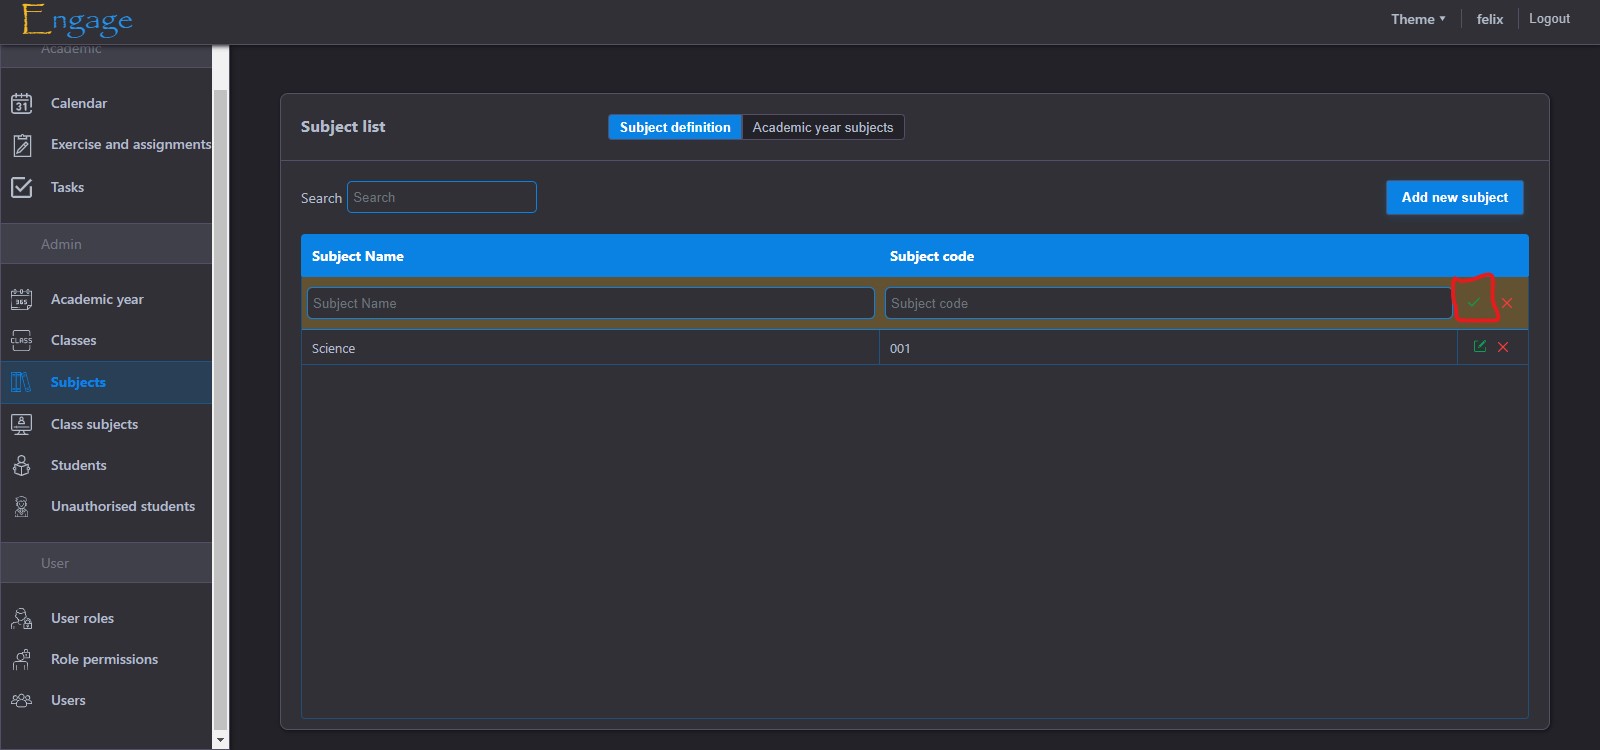 Engage
Theme
felix
Logout
Academic
31
Calendar
Exercise and assignments
Tasks
Admin
365
Academic year
CLASS
Classes
Subjects
Class subjects
Students
Unauthorised students
User
User roles
Role permissions
Users
Subject list
Subject definition
Academic year subjects
Search
Search
Add new subject
Subject Name
Subject code
Subject Name
Subject code
Science
001